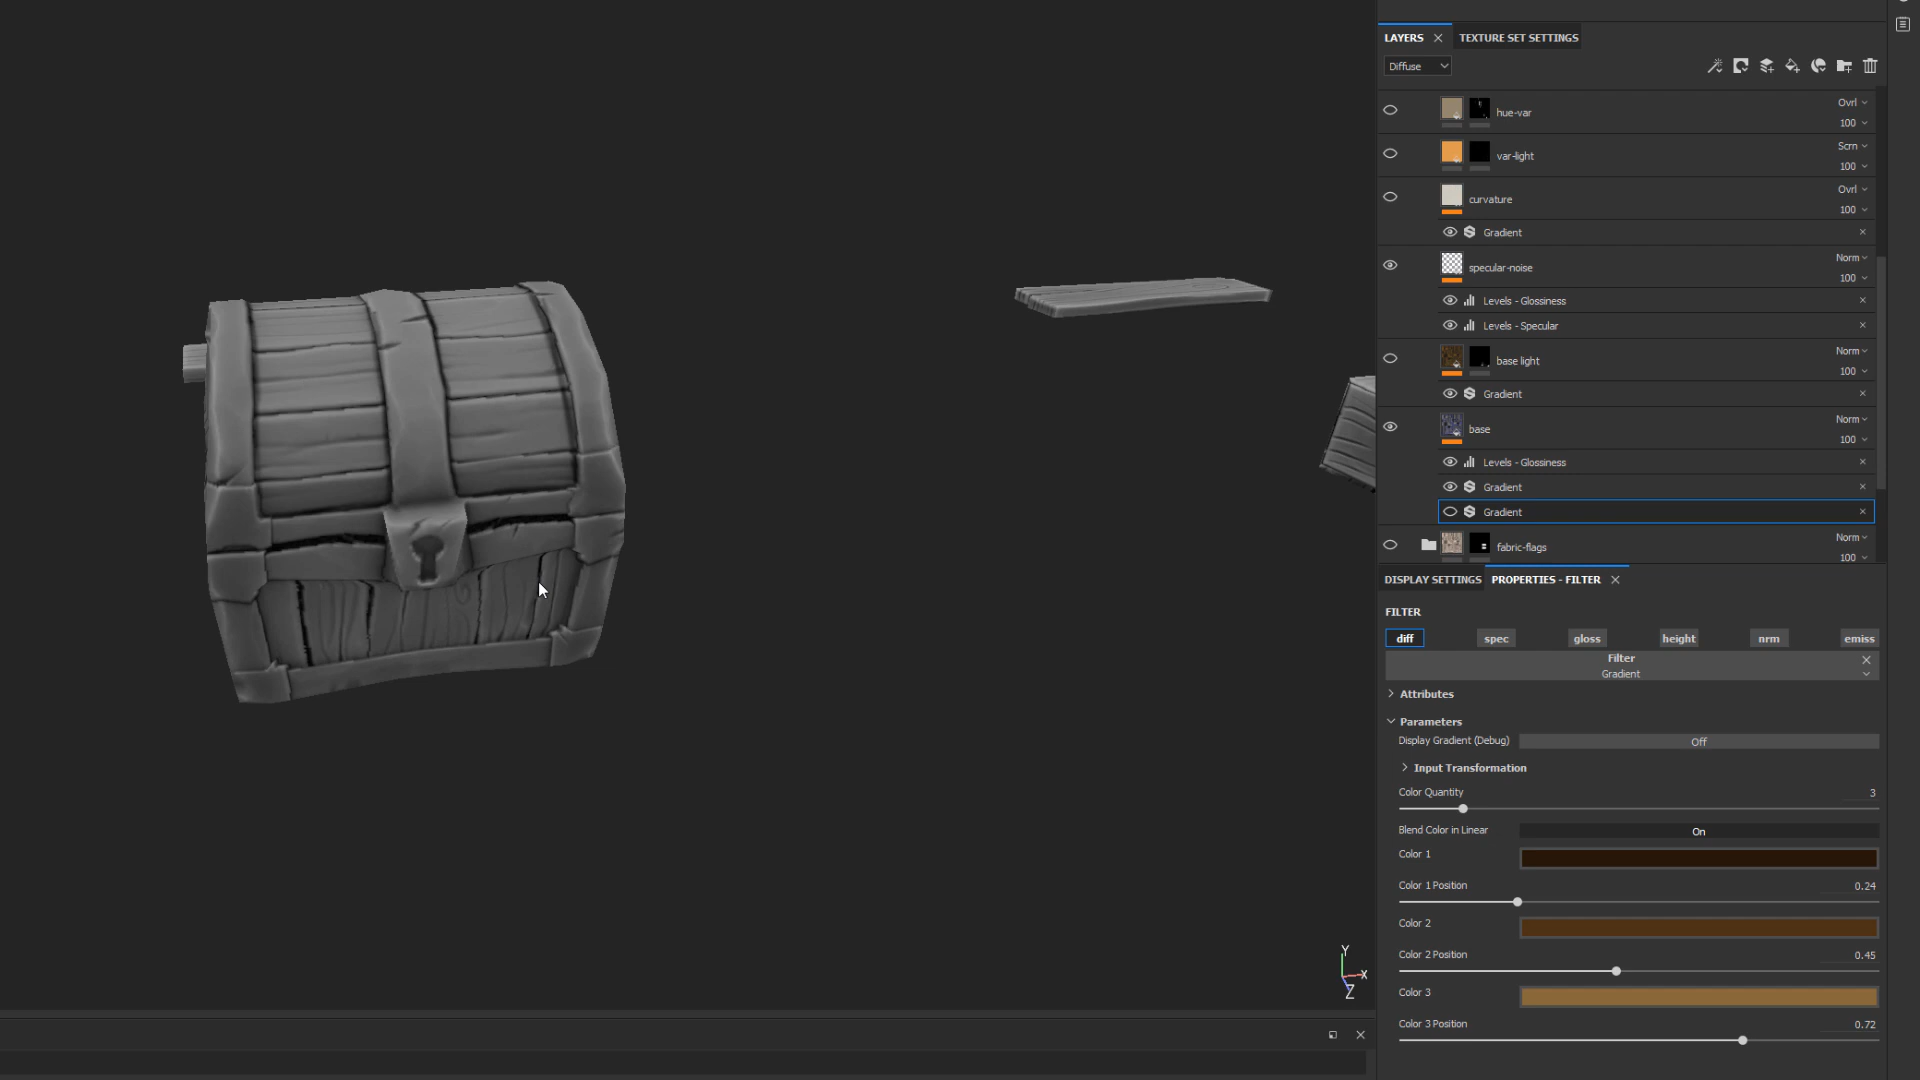 LAYERS
TEXTURE SET SETTINGS
Diffuse
hue-var
Ovrl
100
var-light
Scrn
100
curvature
Ovrl
100
Gradient
specular-noise
Norm
100
Levels - Glossiness
Levels - Specular
base light
Norm
100
Gradient
base
Norm
100
Levels - Glossiness
Gradient
Gradient
fabric-flags
Norm
100
DISPLAY SETTINGS
PROPERTIES - FILTER
FILTER
diff
spec
gloss
height
nrm
emiss
Filter
Gradient
Attributes
Parameters
Display Gradient (Debug)
Off
Input Transformation
Color Quantity
3
Blend Color in Linear
On
Color 1
Color 1 Position
0.24
Color 2
Color 2 Position
0.45
Color 3
Color 3 Position
0.72
Y
X
Z